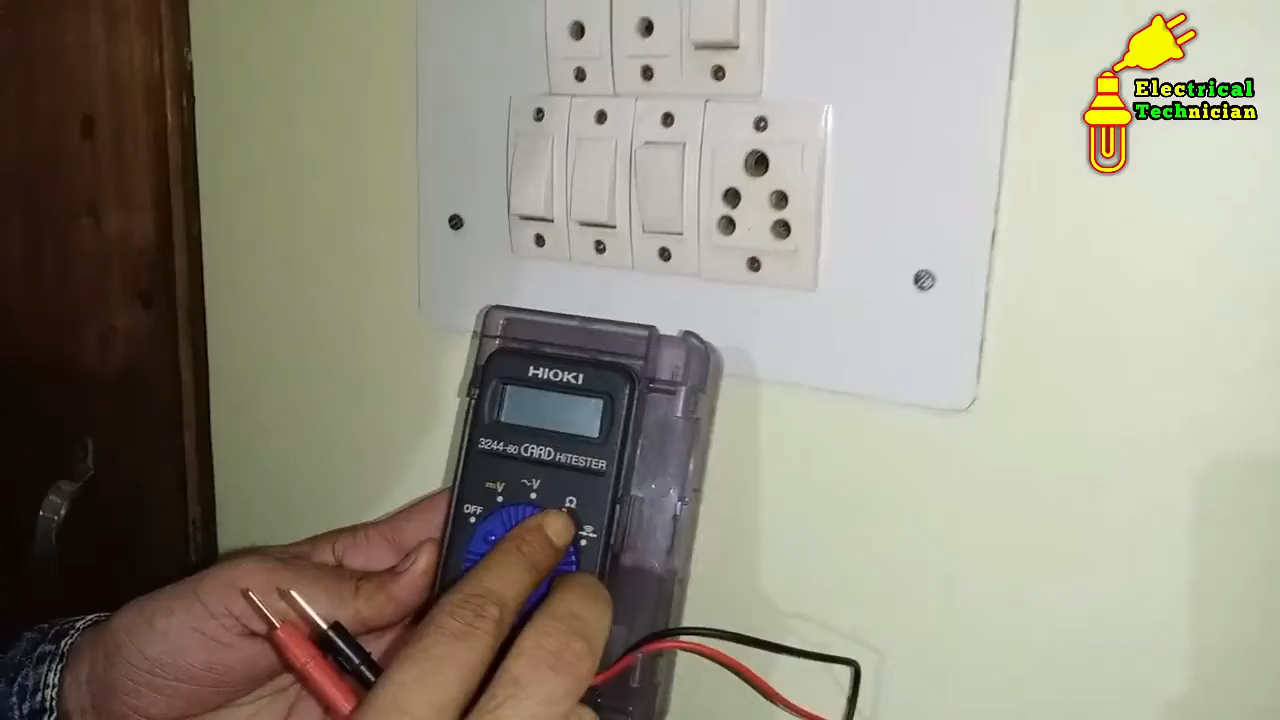 Electrical
Technician
HIOKI
3244-60 CARD HiTESTER
OFF
⎓V
~V
Ω